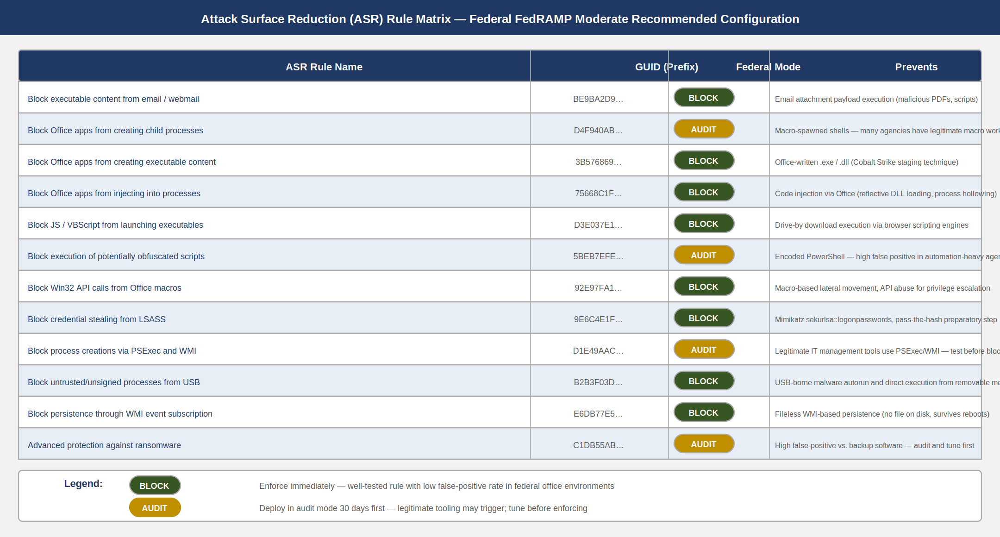 Attack Surface Reduction (ASR) Rule Matrix — Federal FedRAMP Moderate Recommended Configuration
ASR Rule Name GUID (Prefix) Federal Mode Prevents
Block executable content from email / webmail BE9BA2D9… BLOCK Email attachment payload execution (malicious PDFs, scripts)
Block Office apps from creating child processes D4F940AB… AUDIT Macro-spawned shells — many agencies have legitimate macro work
Block Office apps from creating executable content 3B576869… BLOCK Office-written .exe / .dll (Cobalt Strike staging technique)
Block Office apps from injecting into processes 75668C1F… BLOCK Code injection via Office (reflective DLL loading, process hollowing)
Block JS / VBScript from launching executables D3E037E1… BLOCK Drive-by download execution via browser scripting engines
Block execution of potentially obfuscated scripts 5BEB7EFE… AUDIT Encoded PowerShell — high false positive in automation-heavy agen
Block Win32 API calls from Office macros 92E97FA1… BLOCK Macro-based lateral movement, API abuse for privilege escalation
Block credential stealing from LSASS 9E6C4E1F… BLOCK Mimikatz sekurlsa::logonpasswords, pass-the-hash preparatory step
Block process creations via PSExec and WMI D1E49AAC… AUDIT Legitimate IT management tools use PSExec/WMI — test before bloc
Block untrusted/unsigned processes from USB B2B3F03D… BLOCK USB-borne malware autorun and direct execution from removable me
Block persistence through WMI event subscription E6DB77E5… BLOCK Fileless WMI-based persistence (no file on disk, survives reboots)
Advanced protection against ransomware C1DB55AB… AUDIT High false-positive vs. backup software — audit and tune first
Legend: BLOCK Enforce immediately — well-tested rule with low false-positive rate in federal office environments
AUDIT Deploy in audit mode 30 days first — legitimate tooling may trigger; tune before enforcing